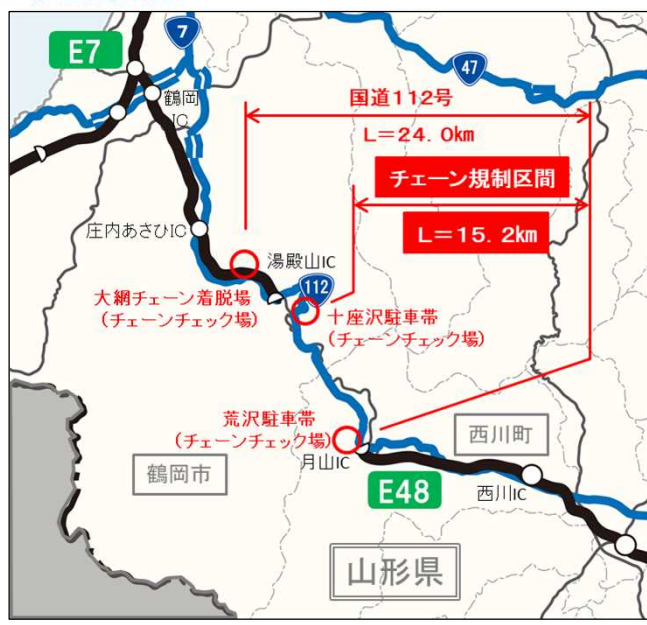 7
E7
47
国道112号
鶴岡
IC
L=24.0km
チェーン規制区間
庄内あさひIC
L=15.2km
湯殿山IC
112
大網チェーン着脱場
(チェーンチェック場)
十座沢駐車帯
(チェーンチェック場)
荒沢駐車帯
(チェーンチェック場)
西川町
月山IC
鶴岡市
E48
西川IC
山形県